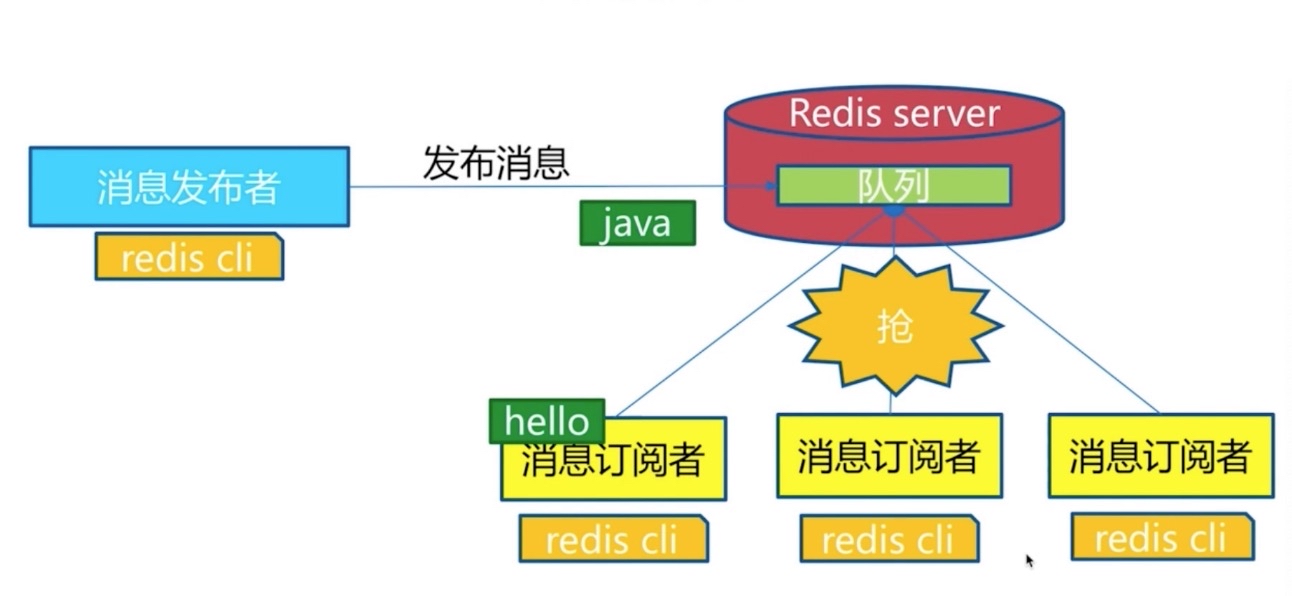 Redis server
发布消息
消息发布者
队列
java
redis cli
抢
hello
消息订阅者
消息订阅者
消息订阅者
redis cli
redis cli
redis cli